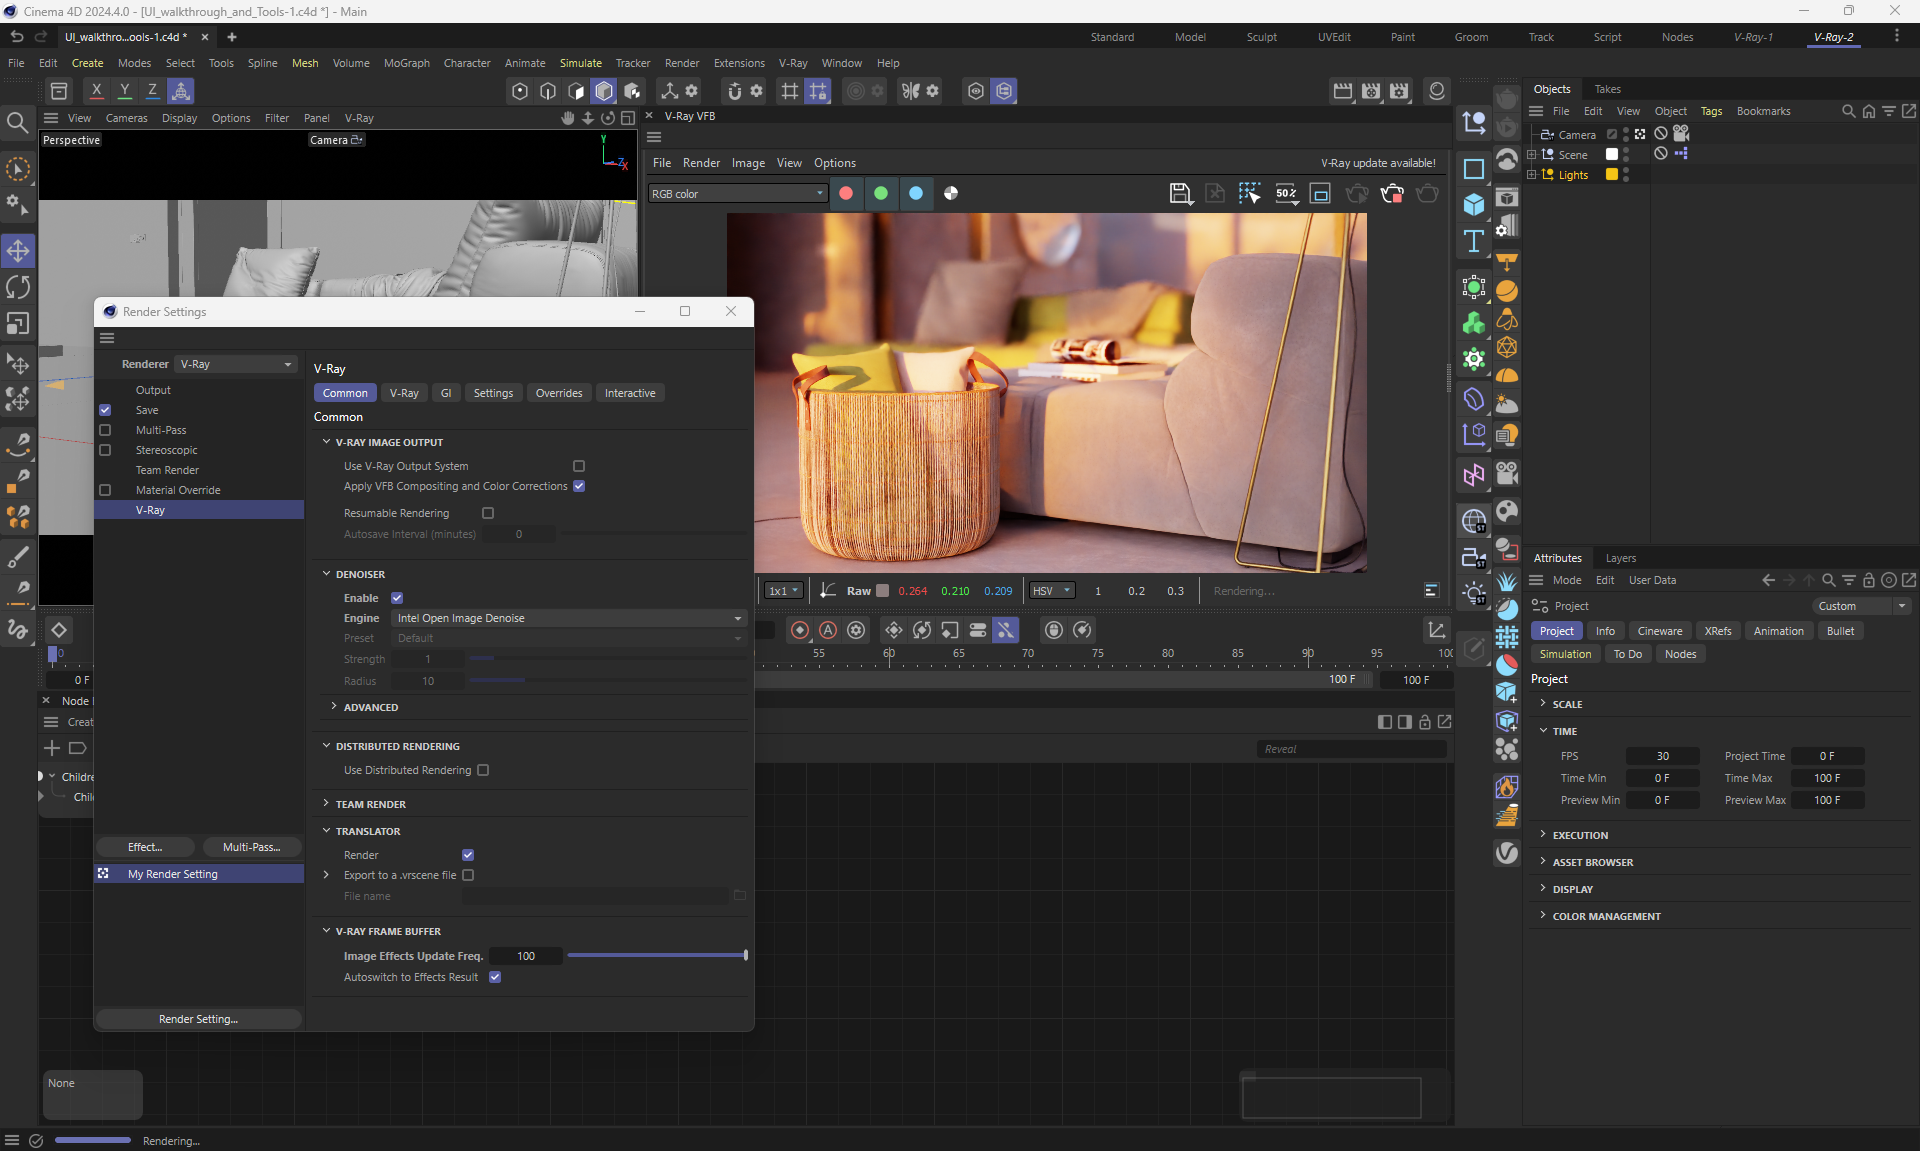 Cinema 4D 2024.4.0 - [UI_walkthrough_and_Tools-1.c4d *] - Main
UI_walkthro...ools-1.c4d *
Standard Model Sculpt UVEdit Paint Groom Track Script Nodes V-Ray-1 V-Ray-2
File Edit Create Modes Select Tools Spline Mesh Volume MoGraph Character Animate Simulate Tracker Render Extensions V-Ray Window Help
X Y Z
View Cameras Display Options Filter Panel V-Ray
V-Ray VFB
Perspective
Camera
Y
Z
X
File Render Image View Options
V-Ray update available!
RGB color
50%
Objects Takes
File Edit View Object Tags Bookmarks
Camera
Scene
Lights
Render Settings
Renderer V-Ray
Output
Save
Multi-Pass
Stereoscopic
Team Render
Material Override
V-Ray
Effect...
Multi-Pass...
My Render Setting
Render Setting...
V-Ray
Common V-Ray GI Settings Overrides Interactive
Common
V-RAY IMAGE OUTPUT
Use V-Ray Output System
Apply VFB Compositing and Color Corrections
Resumable Rendering
Autosave Interval (minutes) 0
DENOISER
Enable
Engine Intel Open Image Denoise
Preset Default
Strength 1
Radius 10
ADVANCED
DISTRIBUTED RENDERING
Use Distributed Rendering
TEAM RENDER
TRANSLATOR
Render
Export to a .vrscene file
File name
V-RAY FRAME BUFFER
Image Effects Update Freq. 100
Autoswitch to Effects Result
1x1 Raw 0.264 0.210 0.209 HSV 1 0.2 0.3 Rendering...
A
0 55 60 65 70 75 80 85 90 95 100
0 F 100 F 100 F
Node
Creat
Reveal
Childre
Chil
None
T
ST
ST
ST
Attributes Layers
Mode Edit User Data
Project
Custom
Project Info Cineware XRefs Animation Bullet
Simulation To Do Nodes
Project
SCALE
TIME
FPS 30 Project Time 0 F
Time Min 0 F Time Max 100 F
Preview Min 0 F Preview Max 100 F
EXECUTION
ASSET BROWSER
DISPLAY
COLOR MANAGEMENT
Rendering...